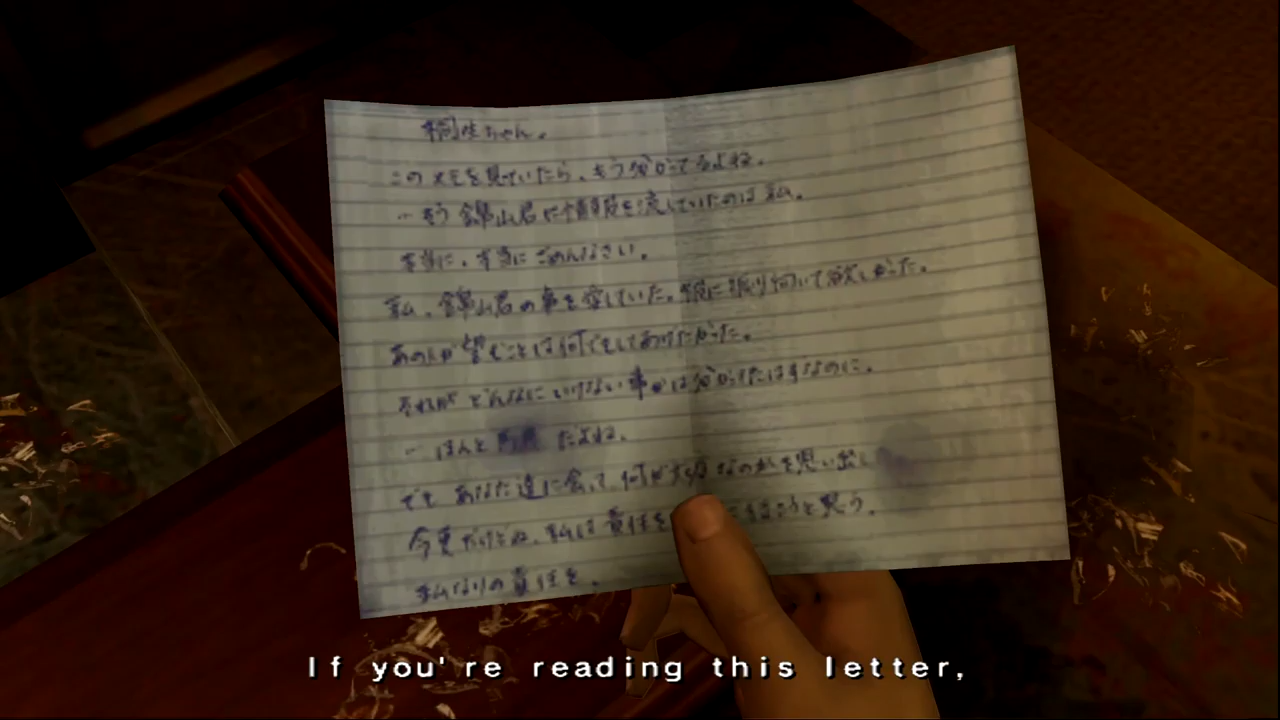 桐生ちゃん。
このメモを見ていたら、もう分かってるよね。
…もう 錦山君に情報を流していたのは私。
本当に、本当にごめんなさい。
私、錦山君の事を愛していた。 に振り向いて欲しかった。
あの人が望むことは何でもしてあげたかった。
それが どんなにいけない事かは分かってたはずなのに。
… ほんと だよね。
でも あなた達に会って、何が大切なのかを思い出し
今更だけどね、私は責任を うと思う。
私なりの責任を。
If you're reading this letter,